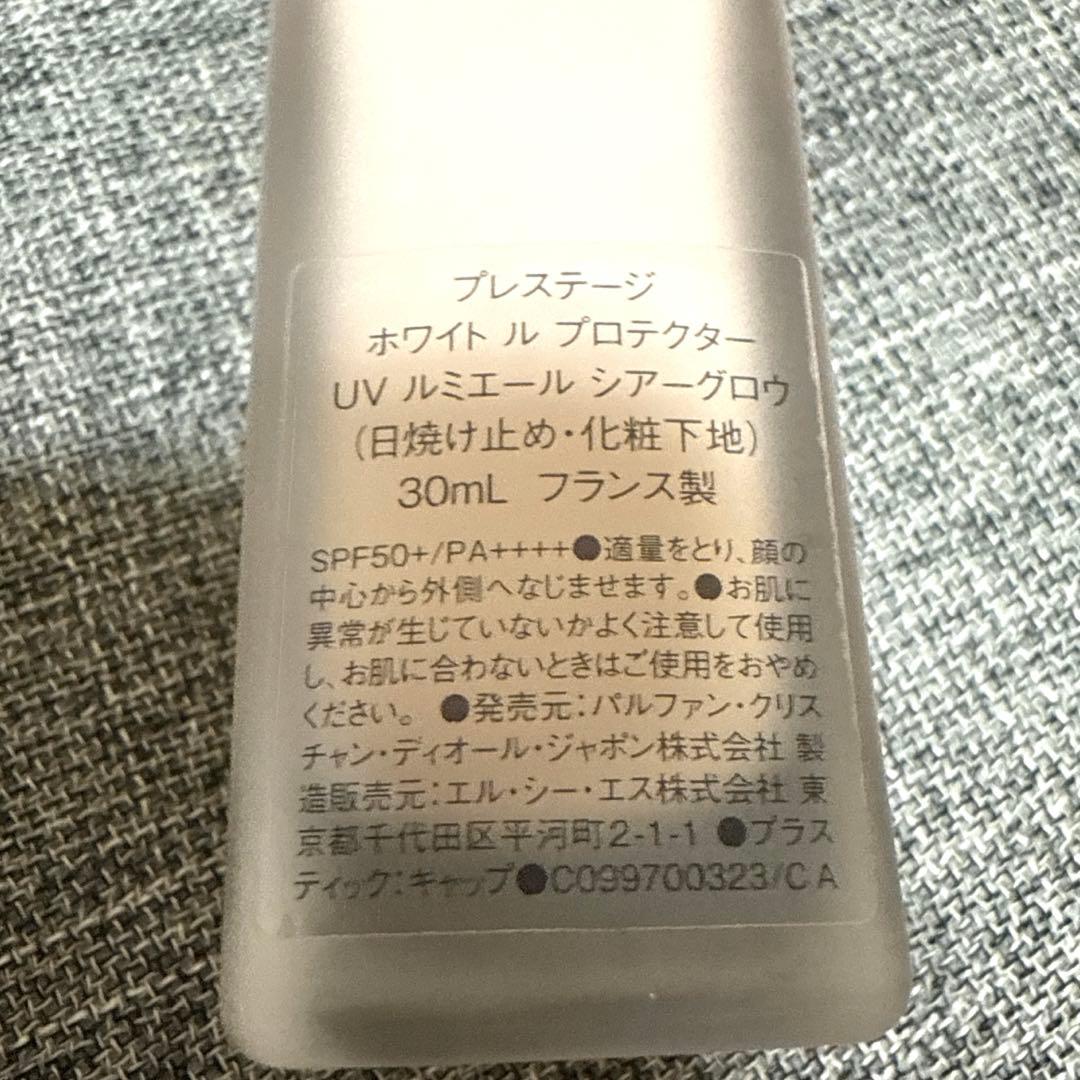 プレステージ
ホワイト ル プロテクター
UV ルミエール シアーグロウ
(日焼け止め・化粧下地)
30mL フランス製
SPF50+/PA++++●適量をとり、顔の
中心から外側へなじませます。●お肌に
異常が生じていないかよく注意して使用
し、お肌に合わないときはご使用をおやめ
ください。 ●発売元:パルファン・クリス
チャン・ディオール・ジャポン株式会社 製
造販売元:エル・シー・エス株式会社 東
京都千代田区平河町2-1-1 ●プラス
ティック:キャップ●C099700323/CA